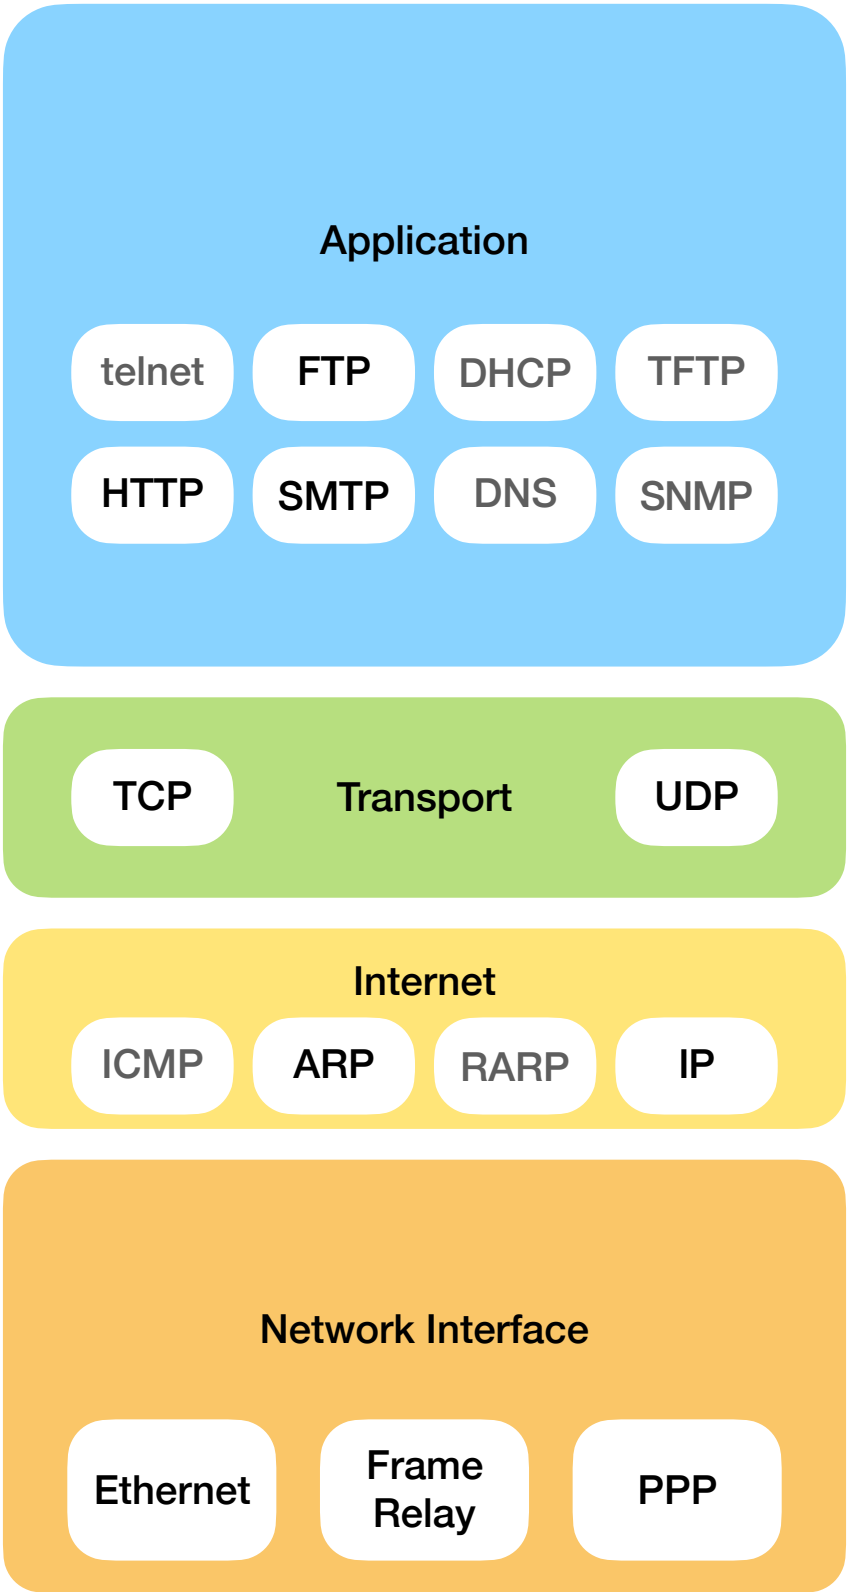 Application
telnet
FTP
DHCP
TFTP
HTTP
SMTP
DNS
SNMP
TCP
Transport
UDP
Internet
ICMP
ARP
RARP
IP
Network Interface
Ethernet
Frame
Relay
PPP